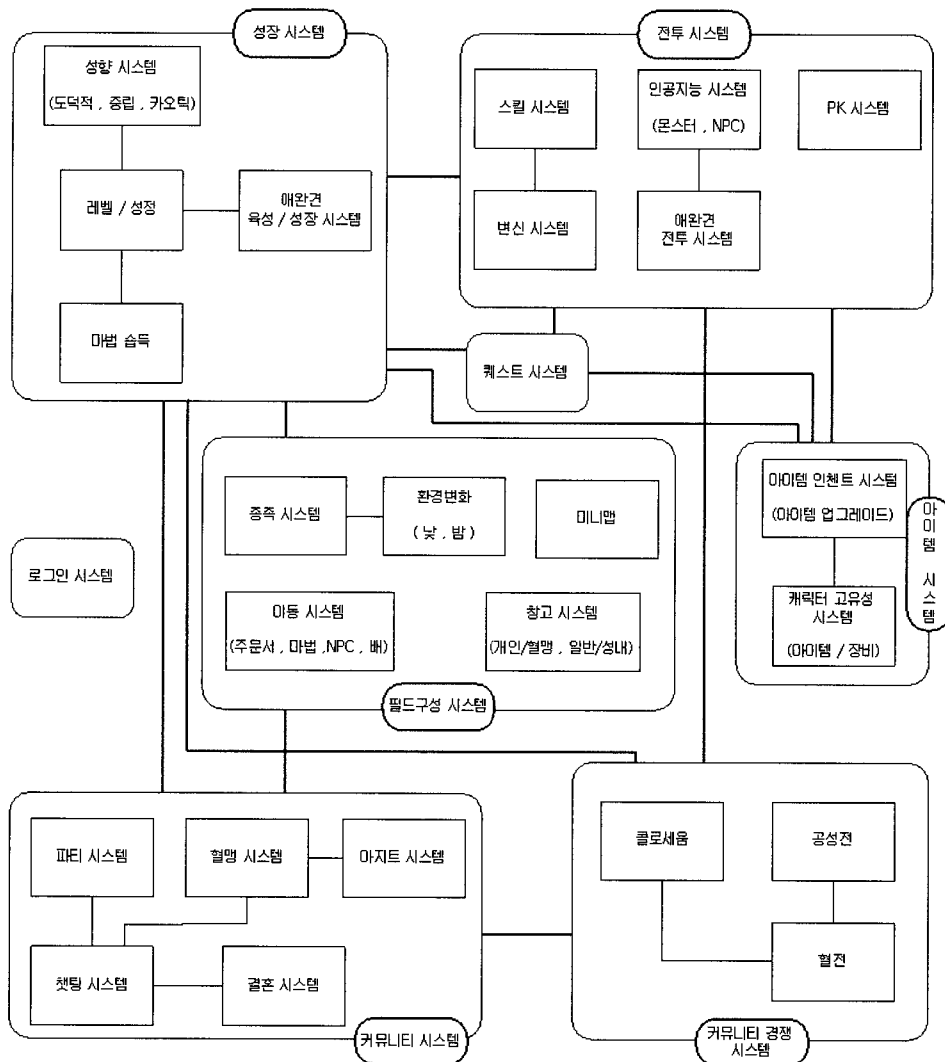 성장 시스템
성향 시스템
(도덕적 , 중립 , 카오틱)
레벨 / 성정
애완견
육성 / 성장 시스템
마법 습득
전투 시스템
스킬 시스템
인공지능 시스템
(몬스터 , NPC)
PK 시스템
변신 시스템
애완견
전투 시스템
퀘스트 시스템
종족 시스템
환경변화
( 낮 , 밤 )
미니맵
이동 시스템
(주문서 , 마법 ,NPC , 배)
창고 시스템
(개인/혈맹 , 일반/성내)
필드구성 시스템
로그인 시스템
아이템 인첸트 시스템
(아이템 업그레이드)
캐릭터 고유성
시스템
(아이템 / 장비)
아이템 시스템
파티 시스템
혈맹 시스템
아지트 시스템
챗팅 시스템
결혼 시스템
커뮤니티 시스템
콜로세움
공성전
혈전
커뮤니티 경쟁
시스템